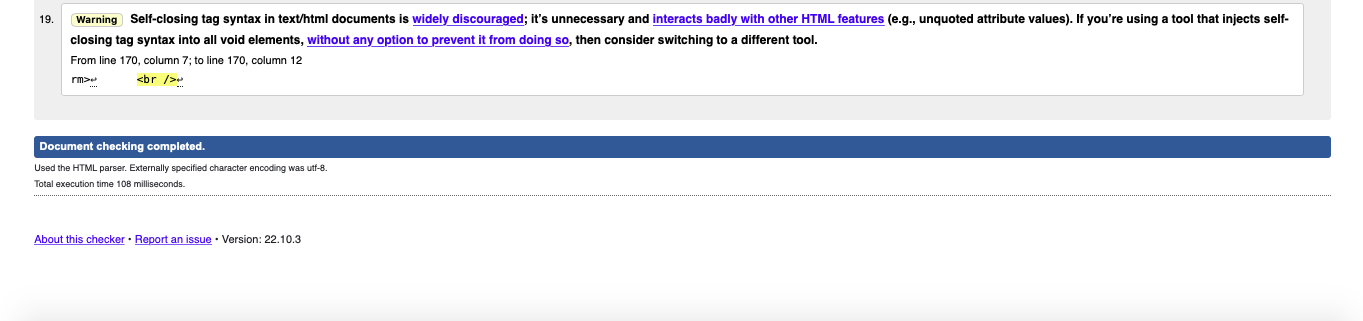 19. Warning Self-closing tag syntax in text/html documents is widely discouraged; it’s unnecessary and interacts badly with other HTML features (e.g., unquoted attribute values). If you’re using a tool that injects self-
closing tag syntax into all void elements, without any option to prevent it from doing so, then consider switching to a different tool.
From line 170, column 7; to line 170, column 12
rm>↩ <br />↩
Document checking completed.
Used the HTML parser. Externally specified character encoding was utf-8.
Total execution time 108 milliseconds.
About this checker • Report an issue • Version: 22.10.3